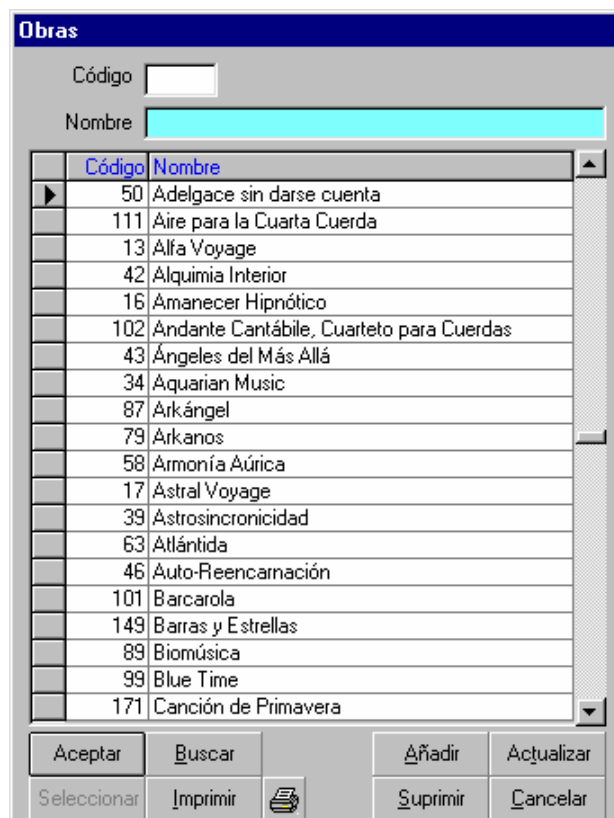 Obras
Código
Nombre
Código Nombre
50 Adelgace sin darse cuenta
111 Aire para la Cuarta Cuerda
13 Alfa Voyage
42 Alquimia Interior
16 Amanecer Hipnótico
102 Andante Cantábile, Cuarteto para Cuerdas
43 Ángeles del Más Allá
34 Aquarian Music
87 Arkángel
79 Arkanos
58 Armonía Aúrica
17 Astral Voyage
39 Astrosincronicidad
63 Atlántida
46 Auto-Reencarnación
101 Barcarola
149 Barras y Estrellas
89 Biomúsica
99 Blue Time
171 Canción de Primavera
Aceptar Buscar Añadir Actualizar
Seleccionar Imprimir Suprimir Cancelar